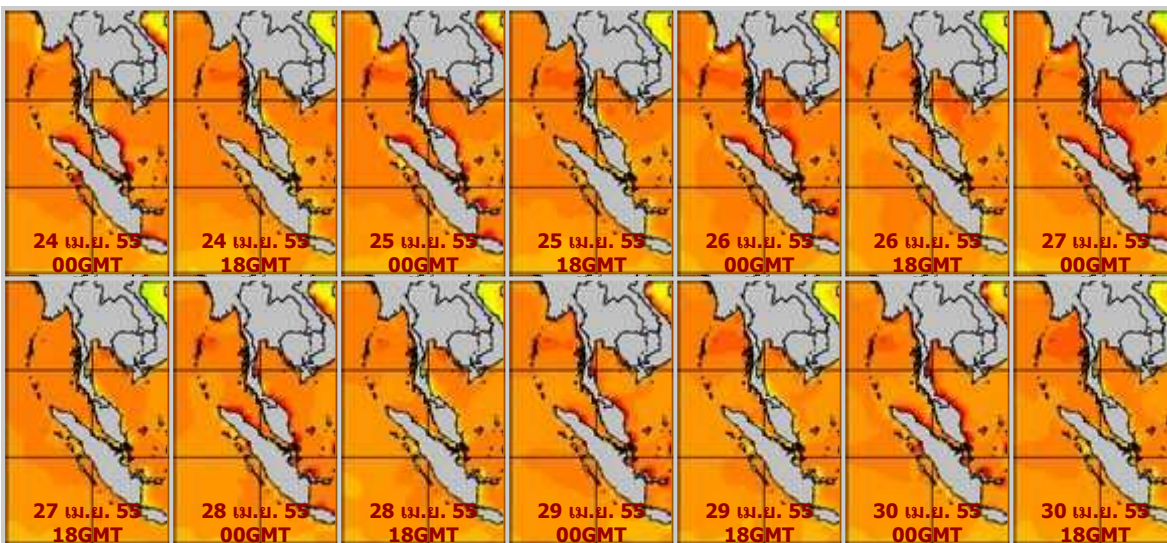 24 เม.ย. 55
00GMT
24 เม.ย. 55
18GMT
25 เม.ย. 55
00GMT
25 เม.ย. 55
18GMT
26 เม.ย. 55
00GMT
26 เม.ย. 55
18GMT
27 เม.ย. 55
00GMT
27 เม.ย. 55
18GMT
28 เม.ย. 55
00GMT
28 เม.ย. 55
18GMT
29 เม.ย. 55
00GMT
29 เม.ย. 55
18GMT
30 เม.ย. 55
00GMT
30 เม.ย. 55
18GMT